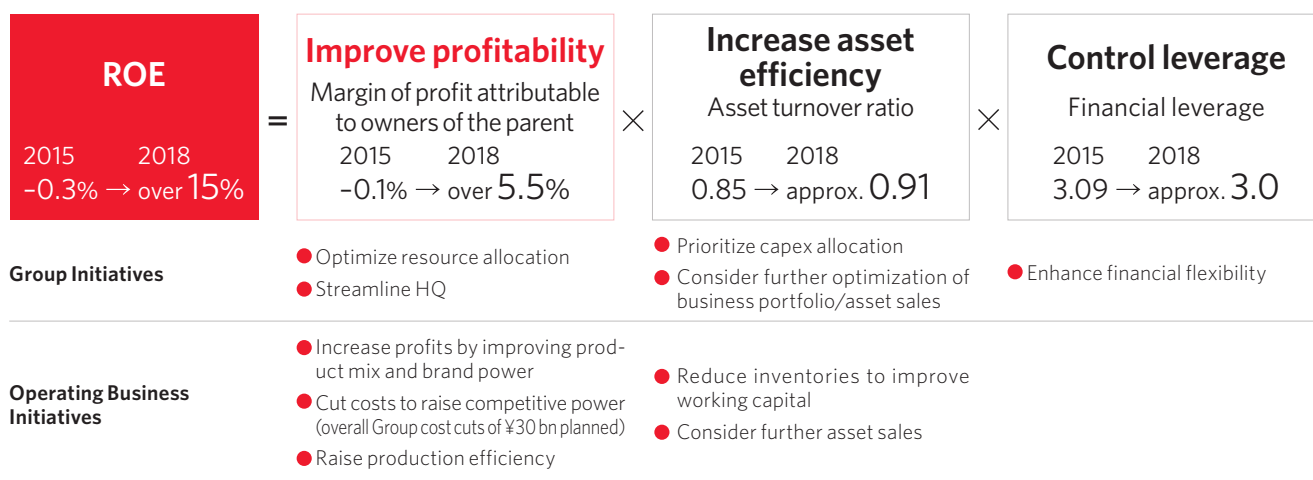 ROE
2015 2018
–0.3% → over 15%
=
Improve profitability
Margin of profit attributable
to owners of the parent
2015 2018
–0.1% → over 5.5%
×
Increase asset
efficiency
Asset turnover ratio
2015 2018
0.85 → approx. 0.91
×
Control leverage
Financial leverage
2015 2018
3.09 → approx. 3.0
Group Initiatives
● Optimize resource allocation
● Streamline HQ
● Prioritize capex allocation
● Consider further optimization of
business portfolio/asset sales
● Enhance financial flexibility
Operating Business
Initiatives
● Increase profits by improving prod-
uct mix and brand power
● Cut costs to raise competitive power
(overall Group cost cuts of ¥30 bn planned)
● Raise production efficiency
● Reduce inventories to improve
working capital
● Consider further asset sales